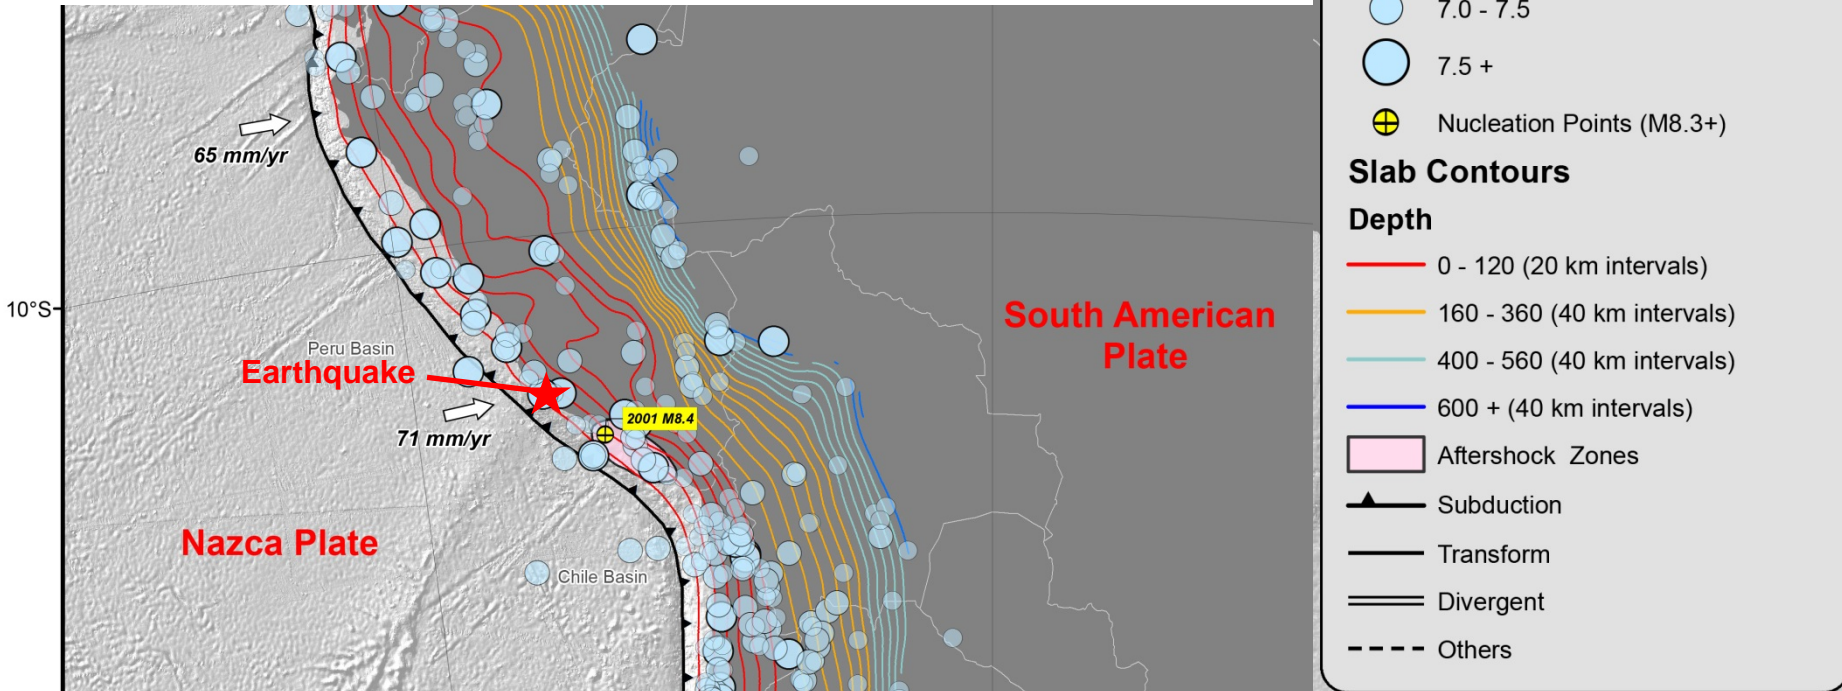 65 mm/yr
10°S
Peru Basin
Earthquake
71 mm/yr
2001 M8.4
South American
Plate
Nazca Plate
Chile Basin
7.0 - 7.5
7.5 +
Nucleation Points (M8.3+)
Slab Contours
Depth
0 - 120 (20 km intervals)
160 - 360 (40 km intervals)
400 - 560 (40 km intervals)
600 + (40 km intervals)
Aftershock Zones
Subduction
Transform
Divergent
Others